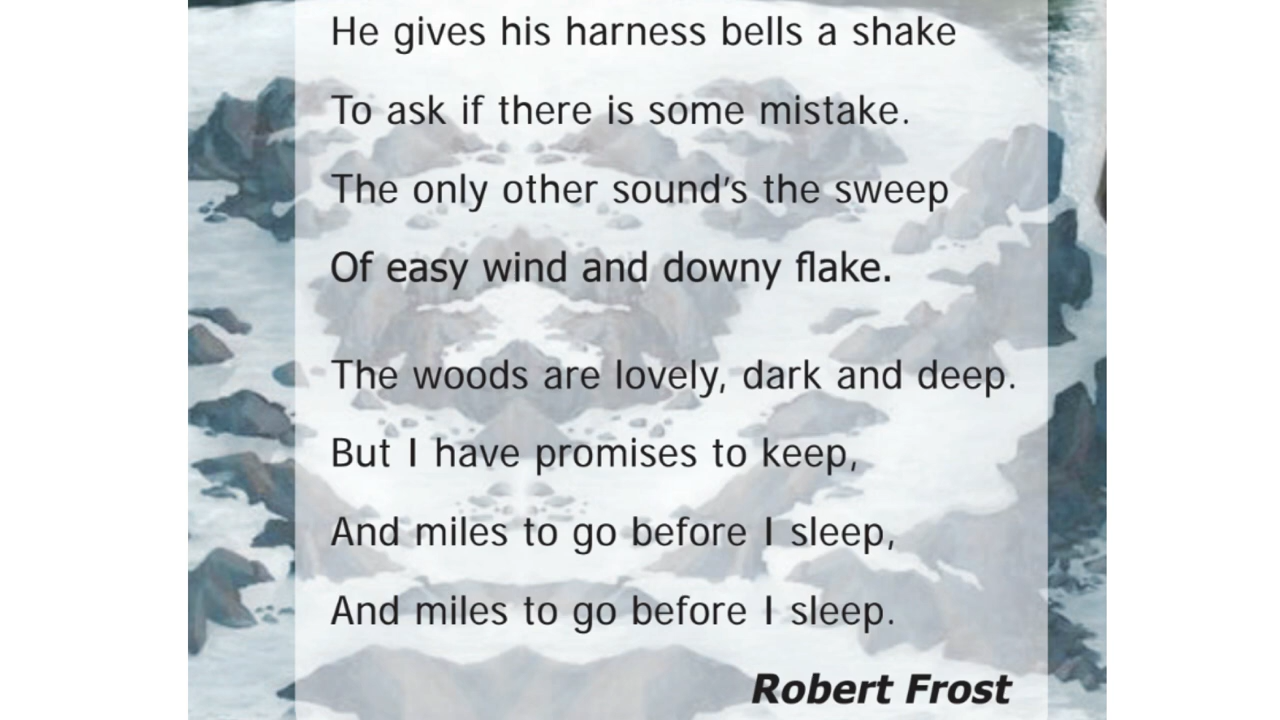 He gives his harness bells a shake
To ask if there is some mistake.
The only other sound's the sweep
Of easy wind and downy flake.
The woods are lovely, dark and deep.
But I have promises to keep,
And miles to go before I sleep,
And miles to go before I sleep.
Robert Frost